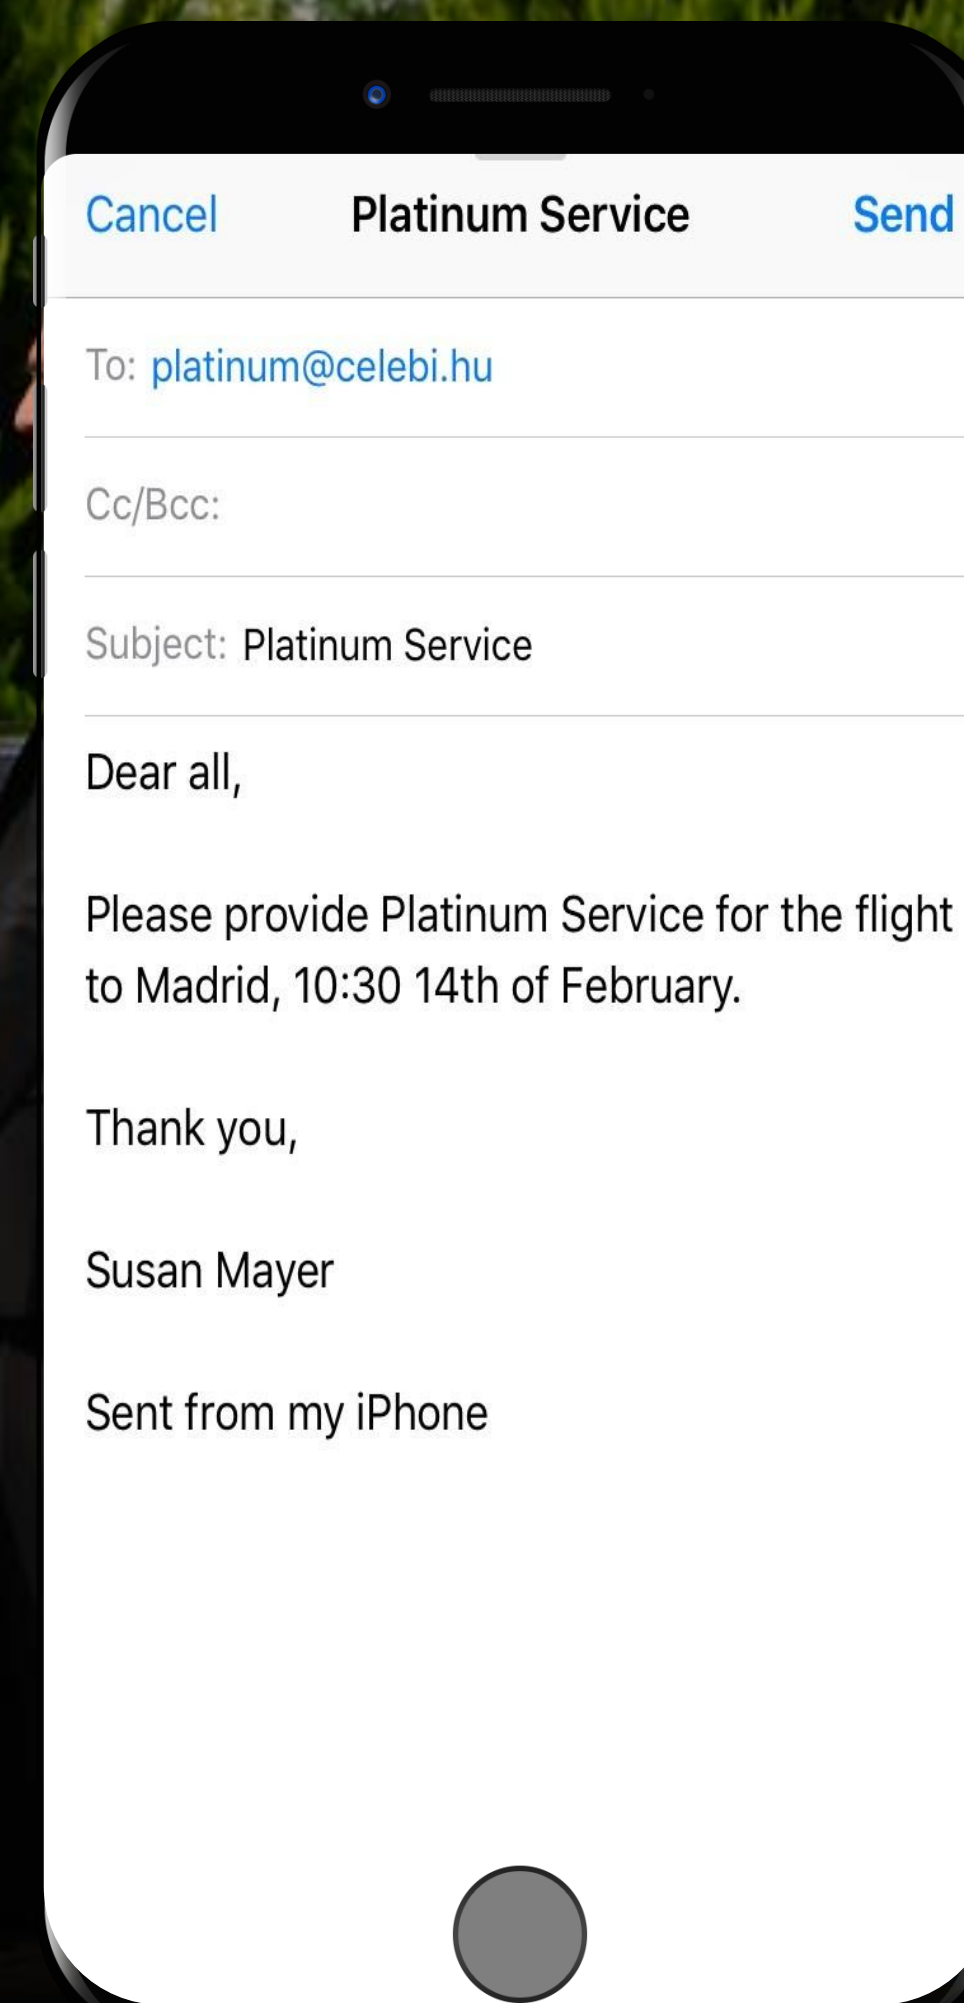 Cancel Platinum Service Send
To: platinum@celebi.hu
Cc/Bcc:
Subject: Platinum Service
Dear all,
Please provide Platinum Service for the flight
to Madrid, 10:30 14th of February.
Thank you,
Susan Mayer
Sent from my iPhone